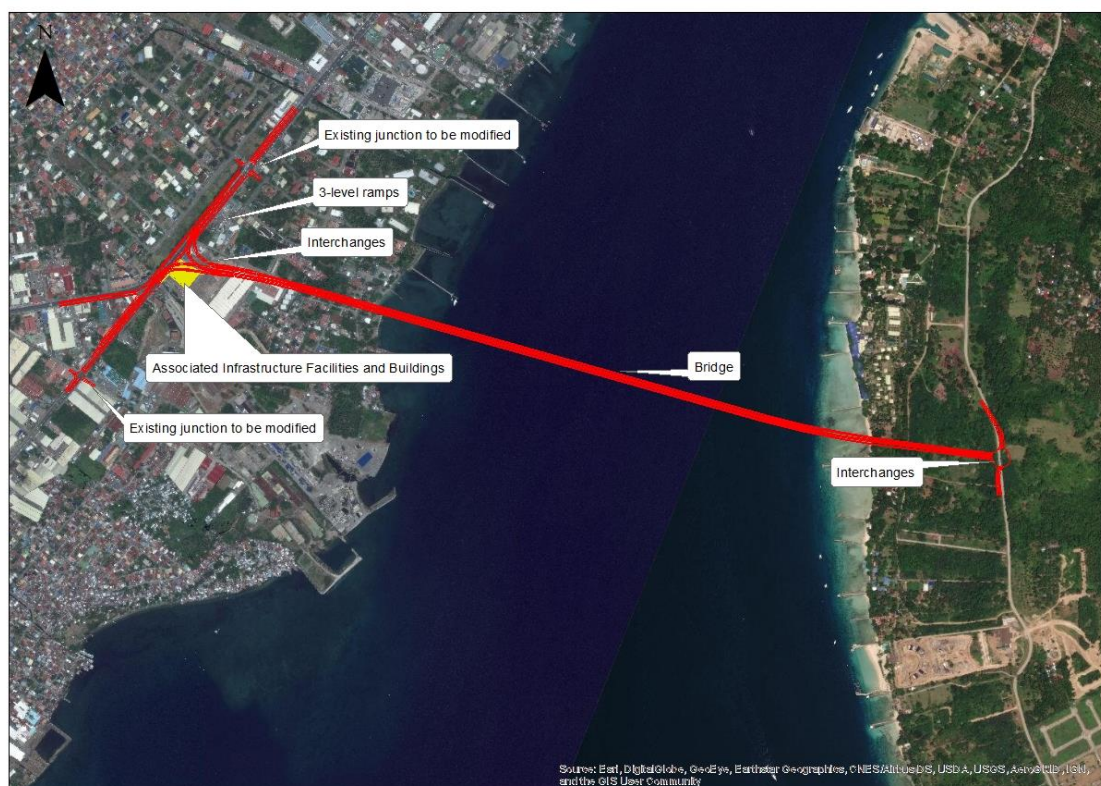 N
Existing junction to be modified
3-level ramps
Interchanges
Associated Infrastructure Facilities and Buildings
Bridge
Existing junction to be modified
Interchanges
Source: Esri, DigitalGlobe, GeoEye, Earthstar Geographics, CNES/Airbus DS, USDA, USGS, AeroGRID, IGN,
and the GIS User Community